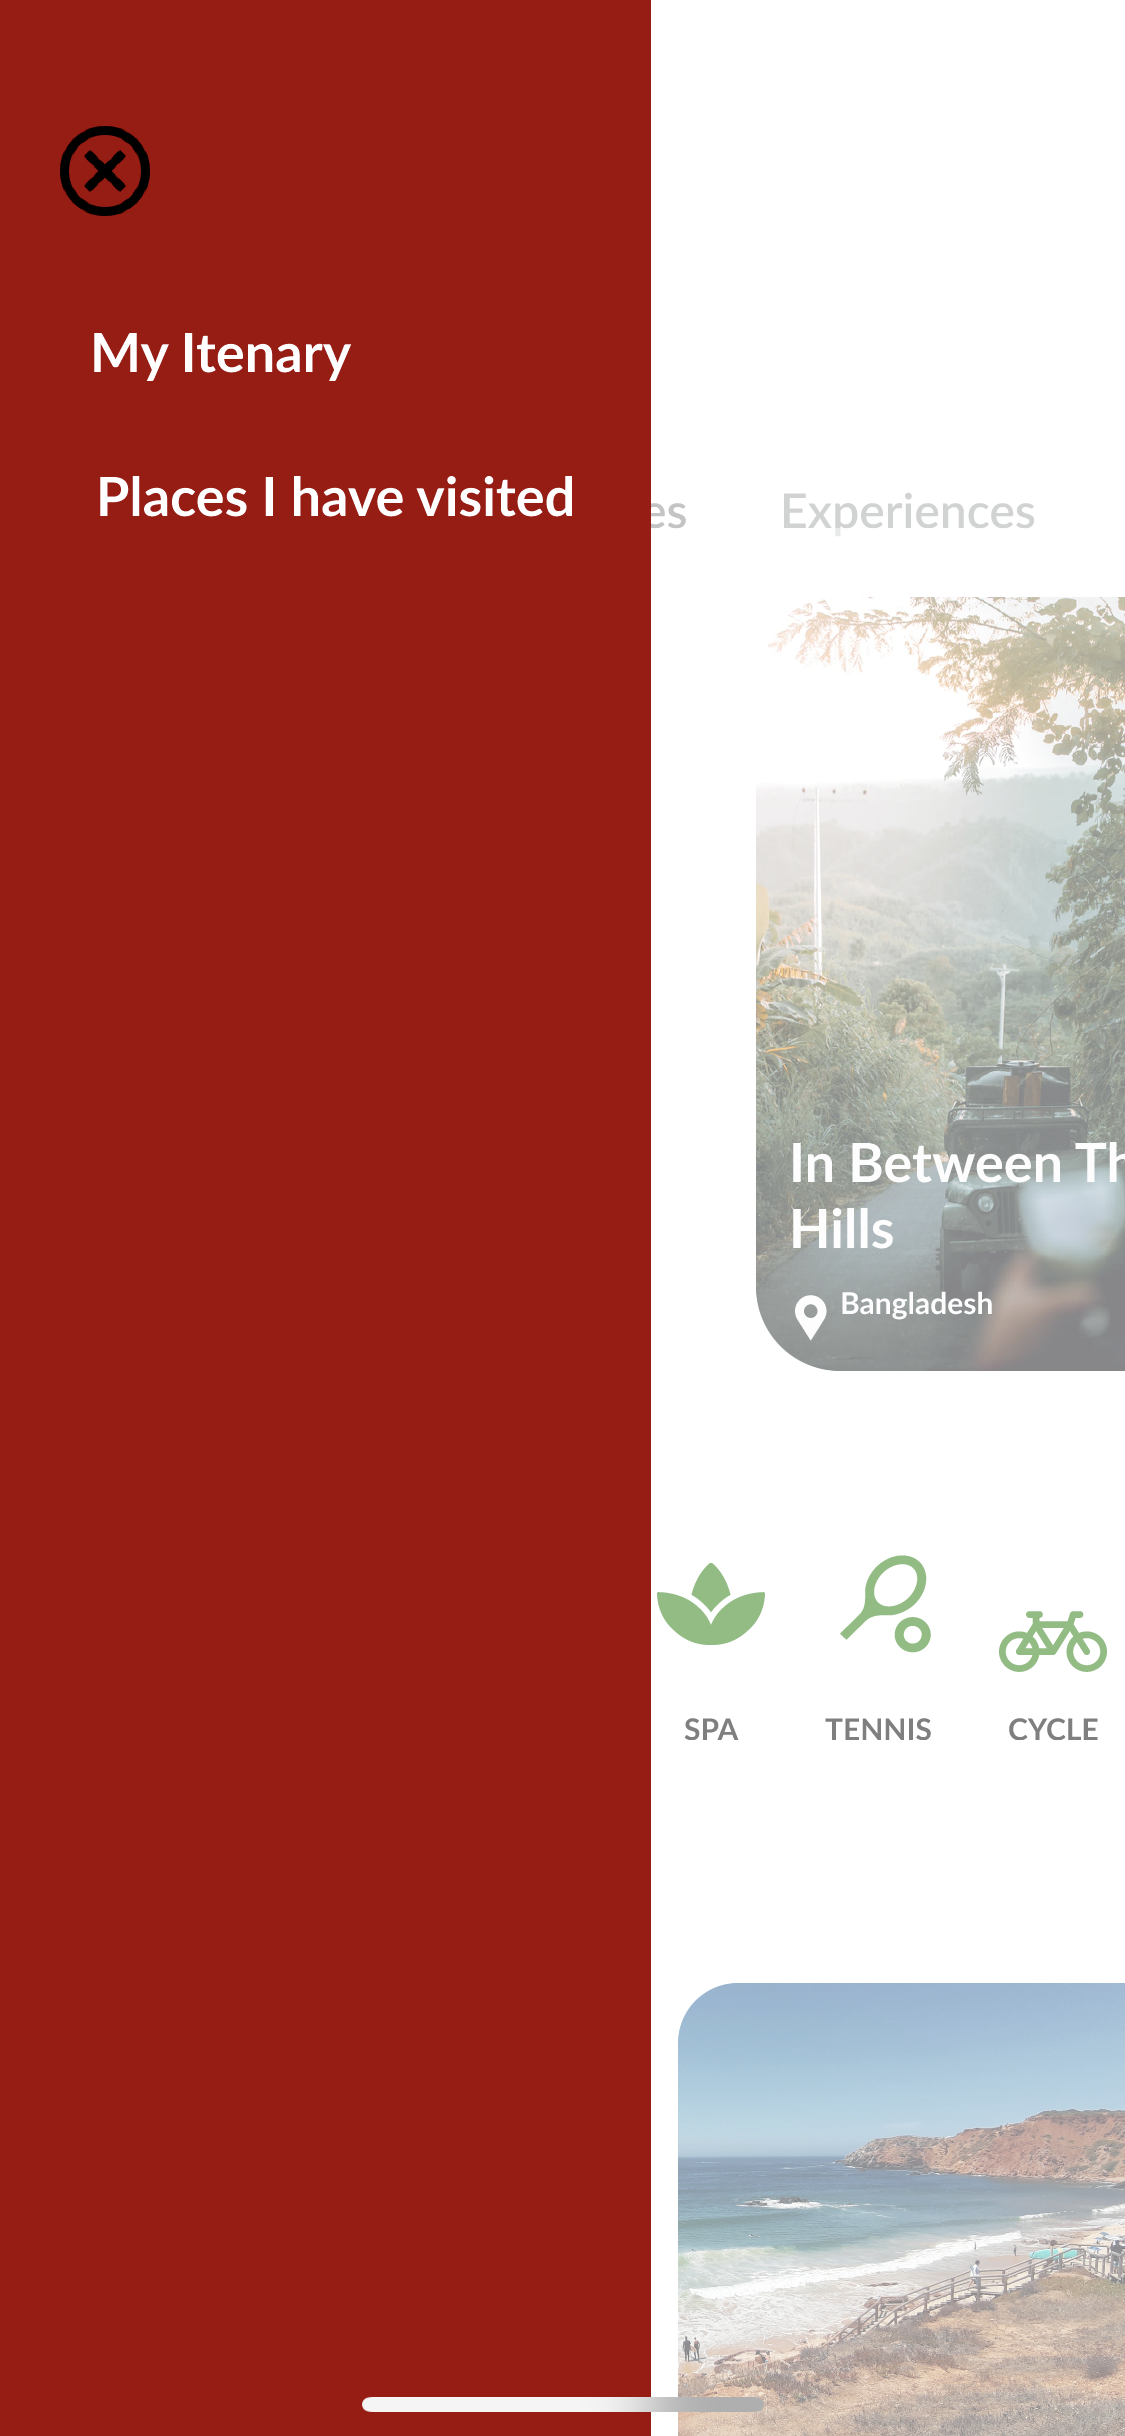 My Itenary
Places I have visited
es
Experiences
In Between Th
Hills
Bangladesh
SPA
TENNIS
CYCLE